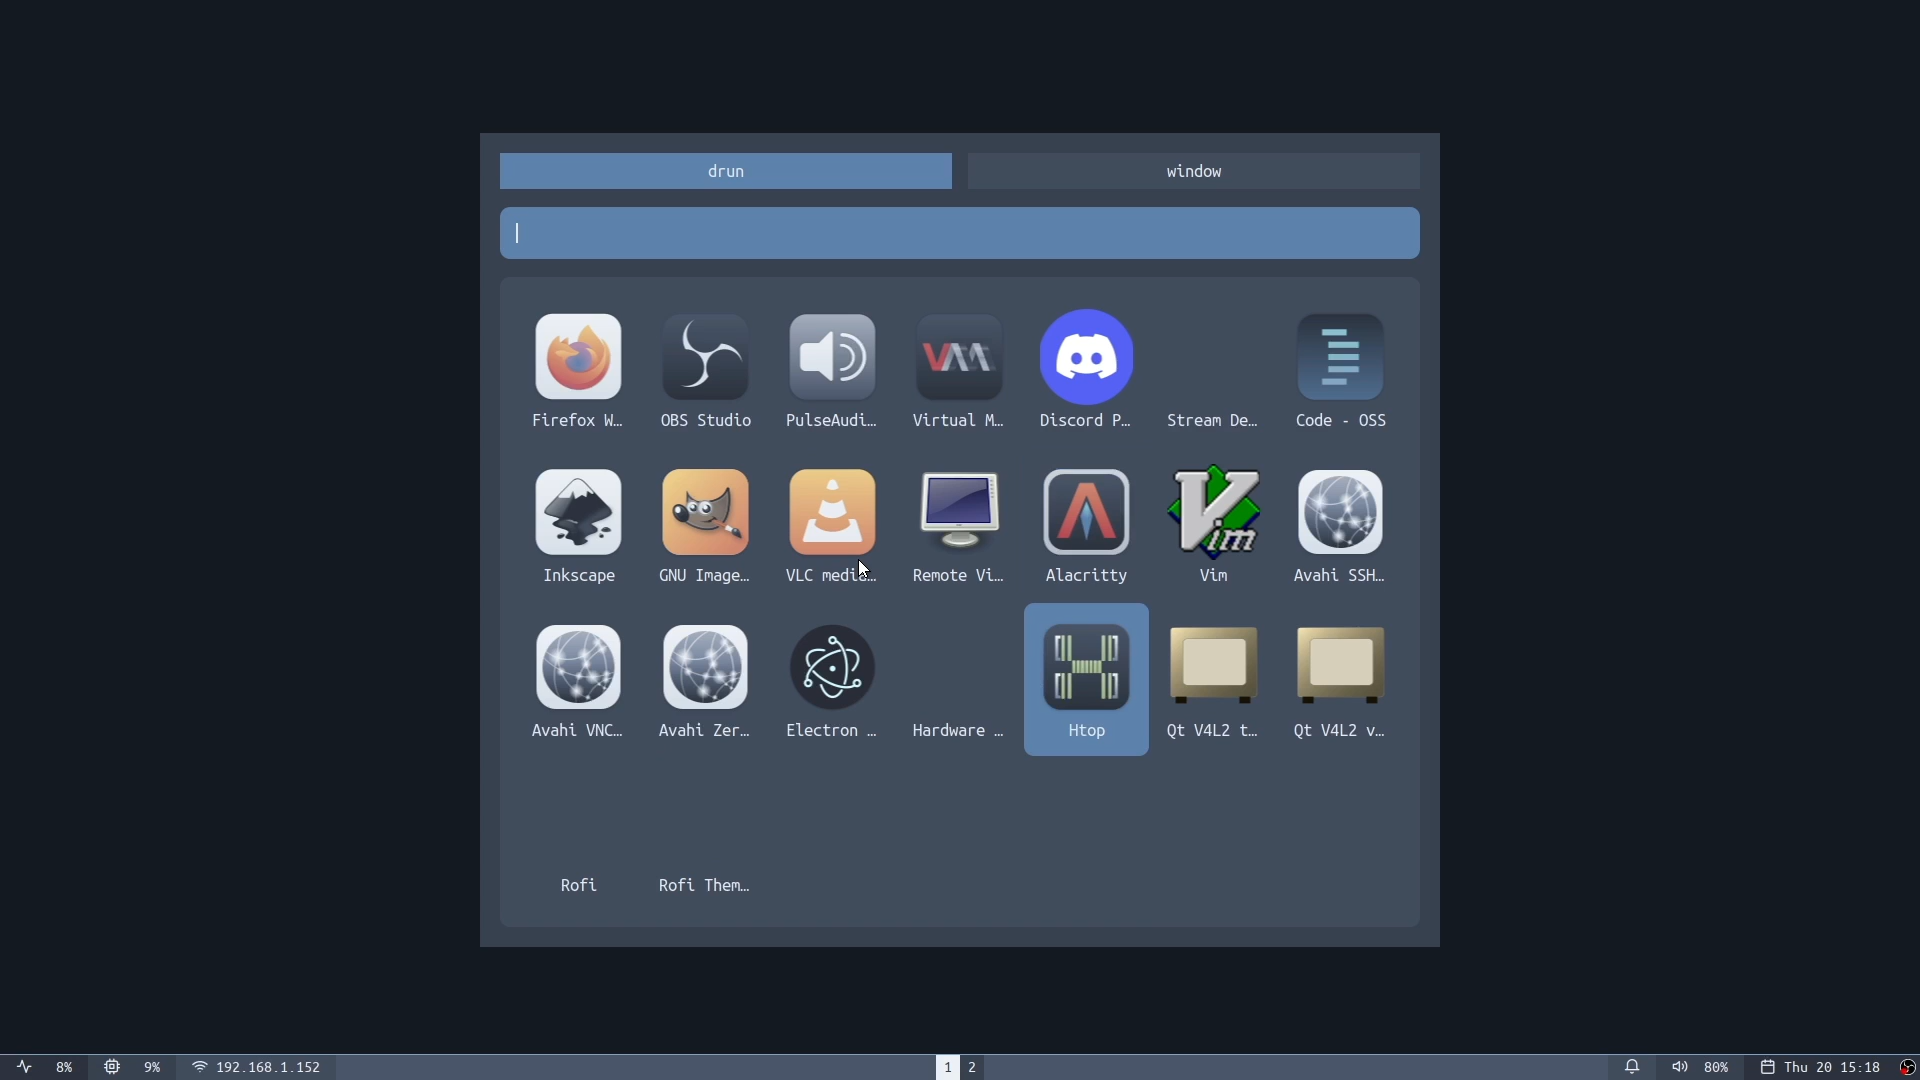 drun window
Firefox W… OBS Studio PulseAudi… Virtual M… Discord P… Stream De… Code - OSS
Inkscape GNU Image… VLC media… Remote Vi… Alacritty Vim Avahi SSH…
Avahi VNC… Avahi Zer… Electron … Hardware … Htop Qt V4L2 t… Qt V4L2 v…
Rofi Rofi Them…
8% 9% 192.168.1.152 1 2 80% Thu 20 15:18